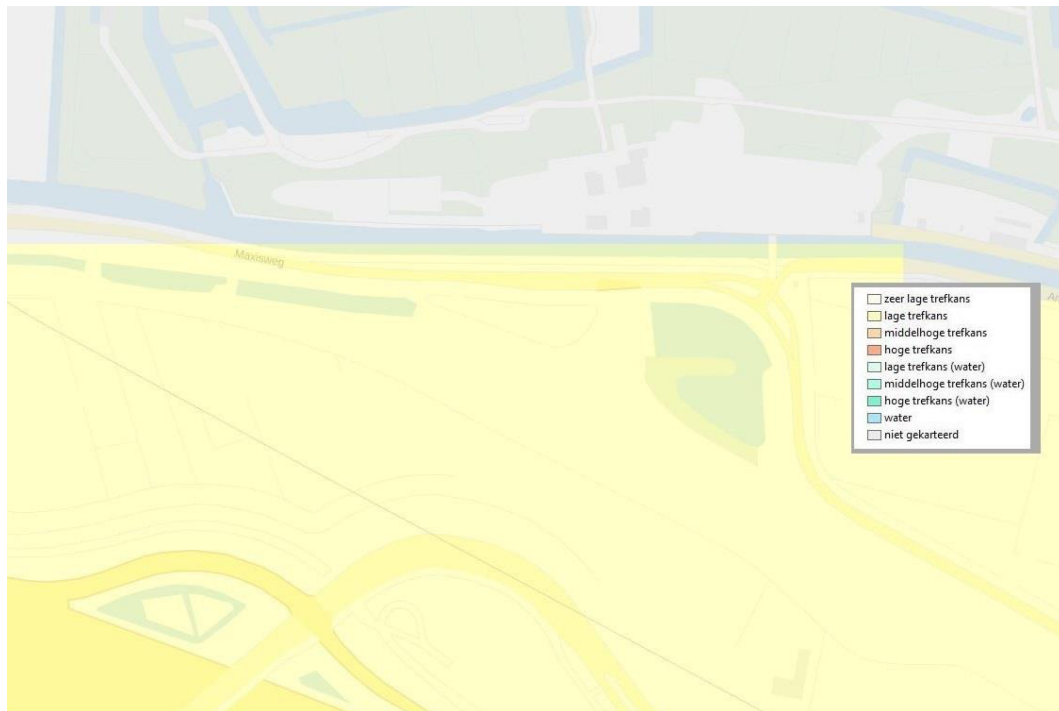 Maxisweg
zeer lage trefkans
lage trefkans
middelhoge trefkans
hoge trefkans
lage trefkans (water)
middelhoge trefkans (water)
hoge trefkans (water)
water
niet gekarteerd